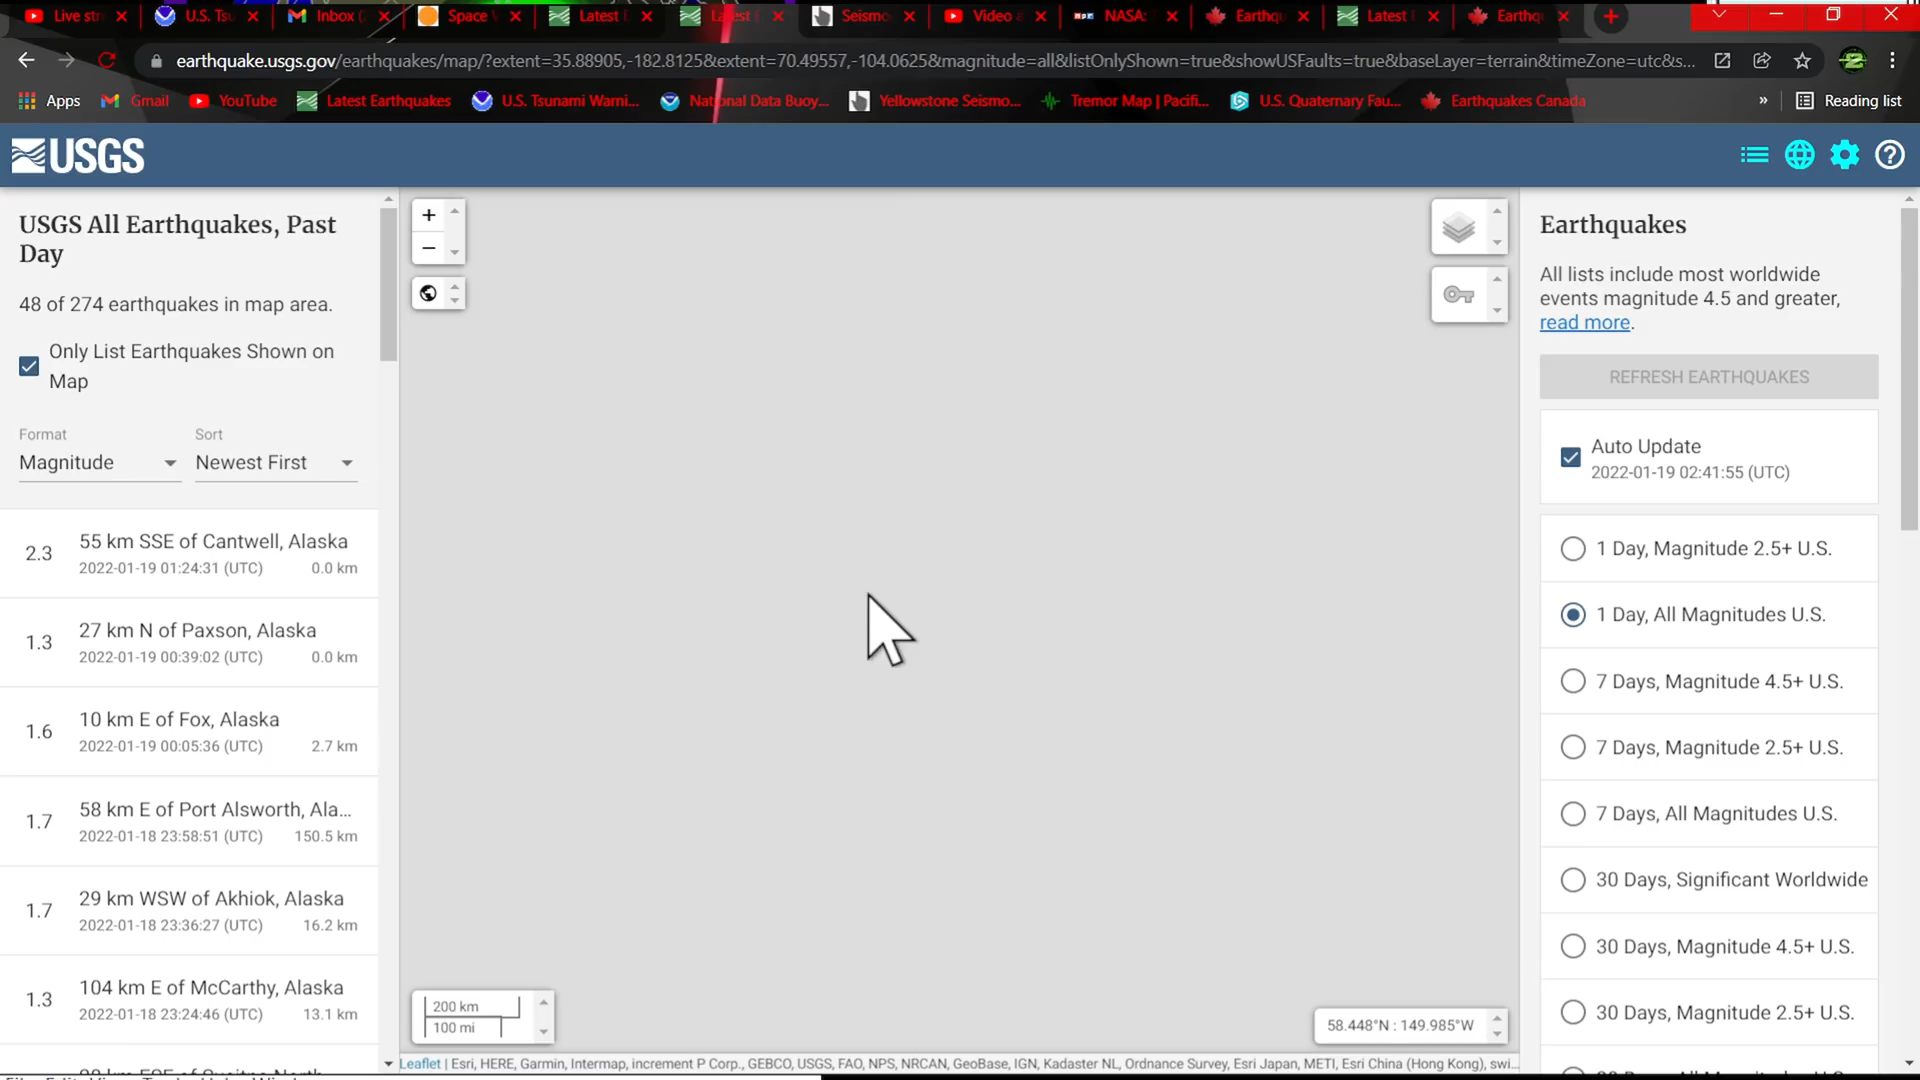 Live str
U.S. Tsu
Inbox (
Space
Latest
Seismo
Video a
NASA:
Earthqu
Latest
Earthq
earthquake.usgs.gov/earthquakes/map/?extent=35.88905,-182.8125&extent=70.49557,-104.0625&magnitude=all&listOnlyShown=true&showUSFaults=true&baseLayer=terrain&timeZone=utc&s...
Apps
Gmail
YouTube
Latest Earthquakes
U.S. Tsunami Warni...
National Data Buoy...
Yellowstone Seismo...
Tremor Map | Pacifi...
U.S. Quaternary Fau...
Earthquakes Canada
»
Reading list
USGS
USGS All Earthquakes, Past
Day
48 of 274 earthquakes in map area.
Only List Earthquakes Shown on
Map
Format
Sort
Magnitude
Newest First
2.3
55 km SSE of Cantwell, Alaska
2022-01-19 01:24:31 (UTC)
0.0 km
1.3
27 km N of Paxson, Alaska
2022-01-19 00:39:02 (UTC)
0.0 km
1.6
10 km E of Fox, Alaska
2022-01-19 00:05:36 (UTC)
2.7 km
1.7
58 km E of Port Alsworth, Ala...
2022-01-18 23:58:51 (UTC)
150.5 km
1.7
29 km WSW of Akhiok, Alaska
2022-01-18 23:36:27 (UTC)
16.2 km
1.3
104 km E of McCarthy, Alaska
2022-01-18 23:24:46 (UTC)
13.1 km
+
−
200 km
100 mi
58.448°N : 149.985°W
Leaflet | Esri, HERE, Garmin, Intermap, increment P Corp., GEBCO, USGS, FAO, NPS, NRCAN, GeoBase, IGN, Kadaster NL, Ordnance Survey, Esri Japan, METI, Esri China (Hong Kong), swi...
Earthquakes
All lists include most worldwide
events magnitude 4.5 and greater,
read more.
REFRESH EARTHQUAKES
Auto Update
2022-01-19 02:41:55 (UTC)
1 Day, Magnitude 2.5+ U.S.
1 Day, All Magnitudes U.S.
7 Days, Magnitude 4.5+ U.S.
7 Days, Magnitude 2.5+ U.S.
7 Days, All Magnitudes U.S.
30 Days, Significant Worldwide
30 Days, Magnitude 4.5+ U.S.
30 Days, Magnitude 2.5+ U.S.